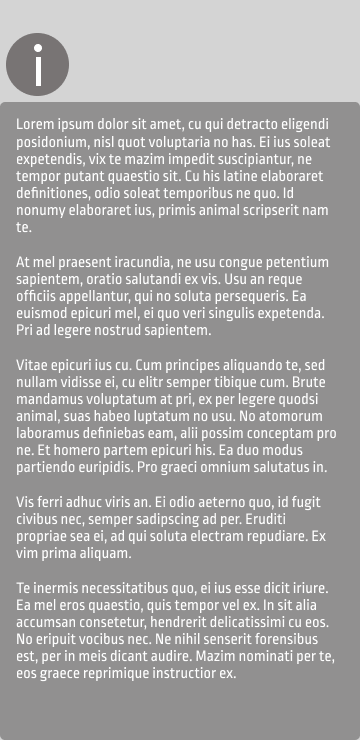 i
Lorem ipsum dolor sit amet, cu qui detracto eligendi
posidonium, nisl quot voluptaria no has. Ei ius soleat
expetendis, vix te mazim impedit suscipiantur, ne
tempor putant quaestio sit. Cu his latine elaboraret
definitiones, odio soleat temporibus ne quo. Id
nonumy elaboraret ius, primis animal scripserit nam
te.
At mel praesent iracundia, ne usu congue petentium
sapientem, oratio salutandi ex vis. Usu an reque
officiis appellantur, qui no soluta persequeris. Ea
euismod epicuri mel, ei quo veri singulis expetenda.
Pri ad legere nostrud sapientem.
Vitae epicuri ius cu. Cum principes aliquando te, sed
nullam vidisse ei, cu elitr semper tibique cum. Brute
mandamus voluptatum at pri, ex per legere quodsi
animal, suas habeo luptatum no usu. No atomorum
laboramus definiebas eam, alii possim conceptam pro
ne. Et homero partem epicuri his. Ea duo modus
partiendo euripidis. Pro graeci omnium salutatus in.
Vis ferri adhuc viris an. Ei odio aeterno quo, id fugit
civibus nec, semper sadipscing ad per. Eruditi
propriae sea ei, ad qui soluta electram repudiare. Ex
vim prima aliquam.
Te inermis necessitatibus quo, ei ius esse dicit iriure.
Ea mel eros quaestio, quis tempor vel ex. In sit alia
accumsan consetetur, hendrerit delicatissimi cu eos.
No eripuit vocibus nec. Ne nihil senserit forensibus
est, per in meis dicant audire. Mazim nominati per te,
eos graece reprimique instructior ex.